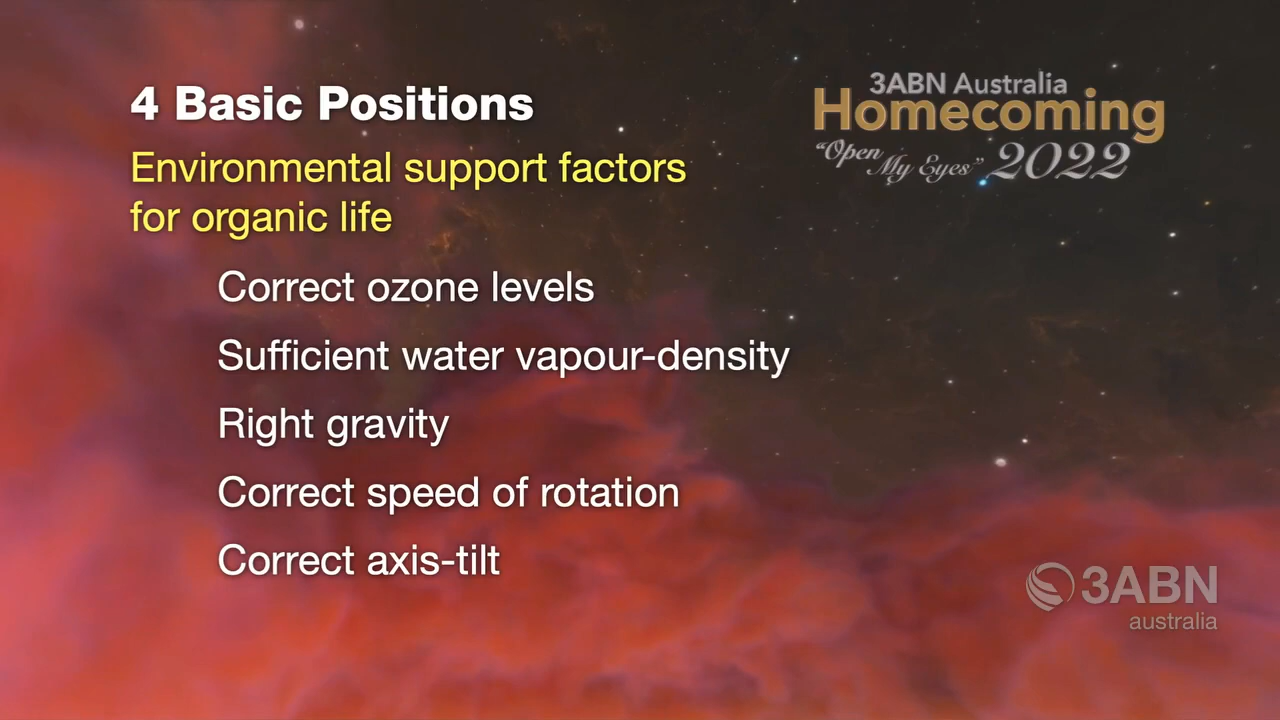 4 Basic Positions
Environmental support factors
for organic life
Correct ozone levels
Sufficient water vapour-density
Right gravity
Correct speed of rotation
Correct axis-tilt
3ABN Australia
Homecoming
“Open My Eyes” 2022
3ABN
australia